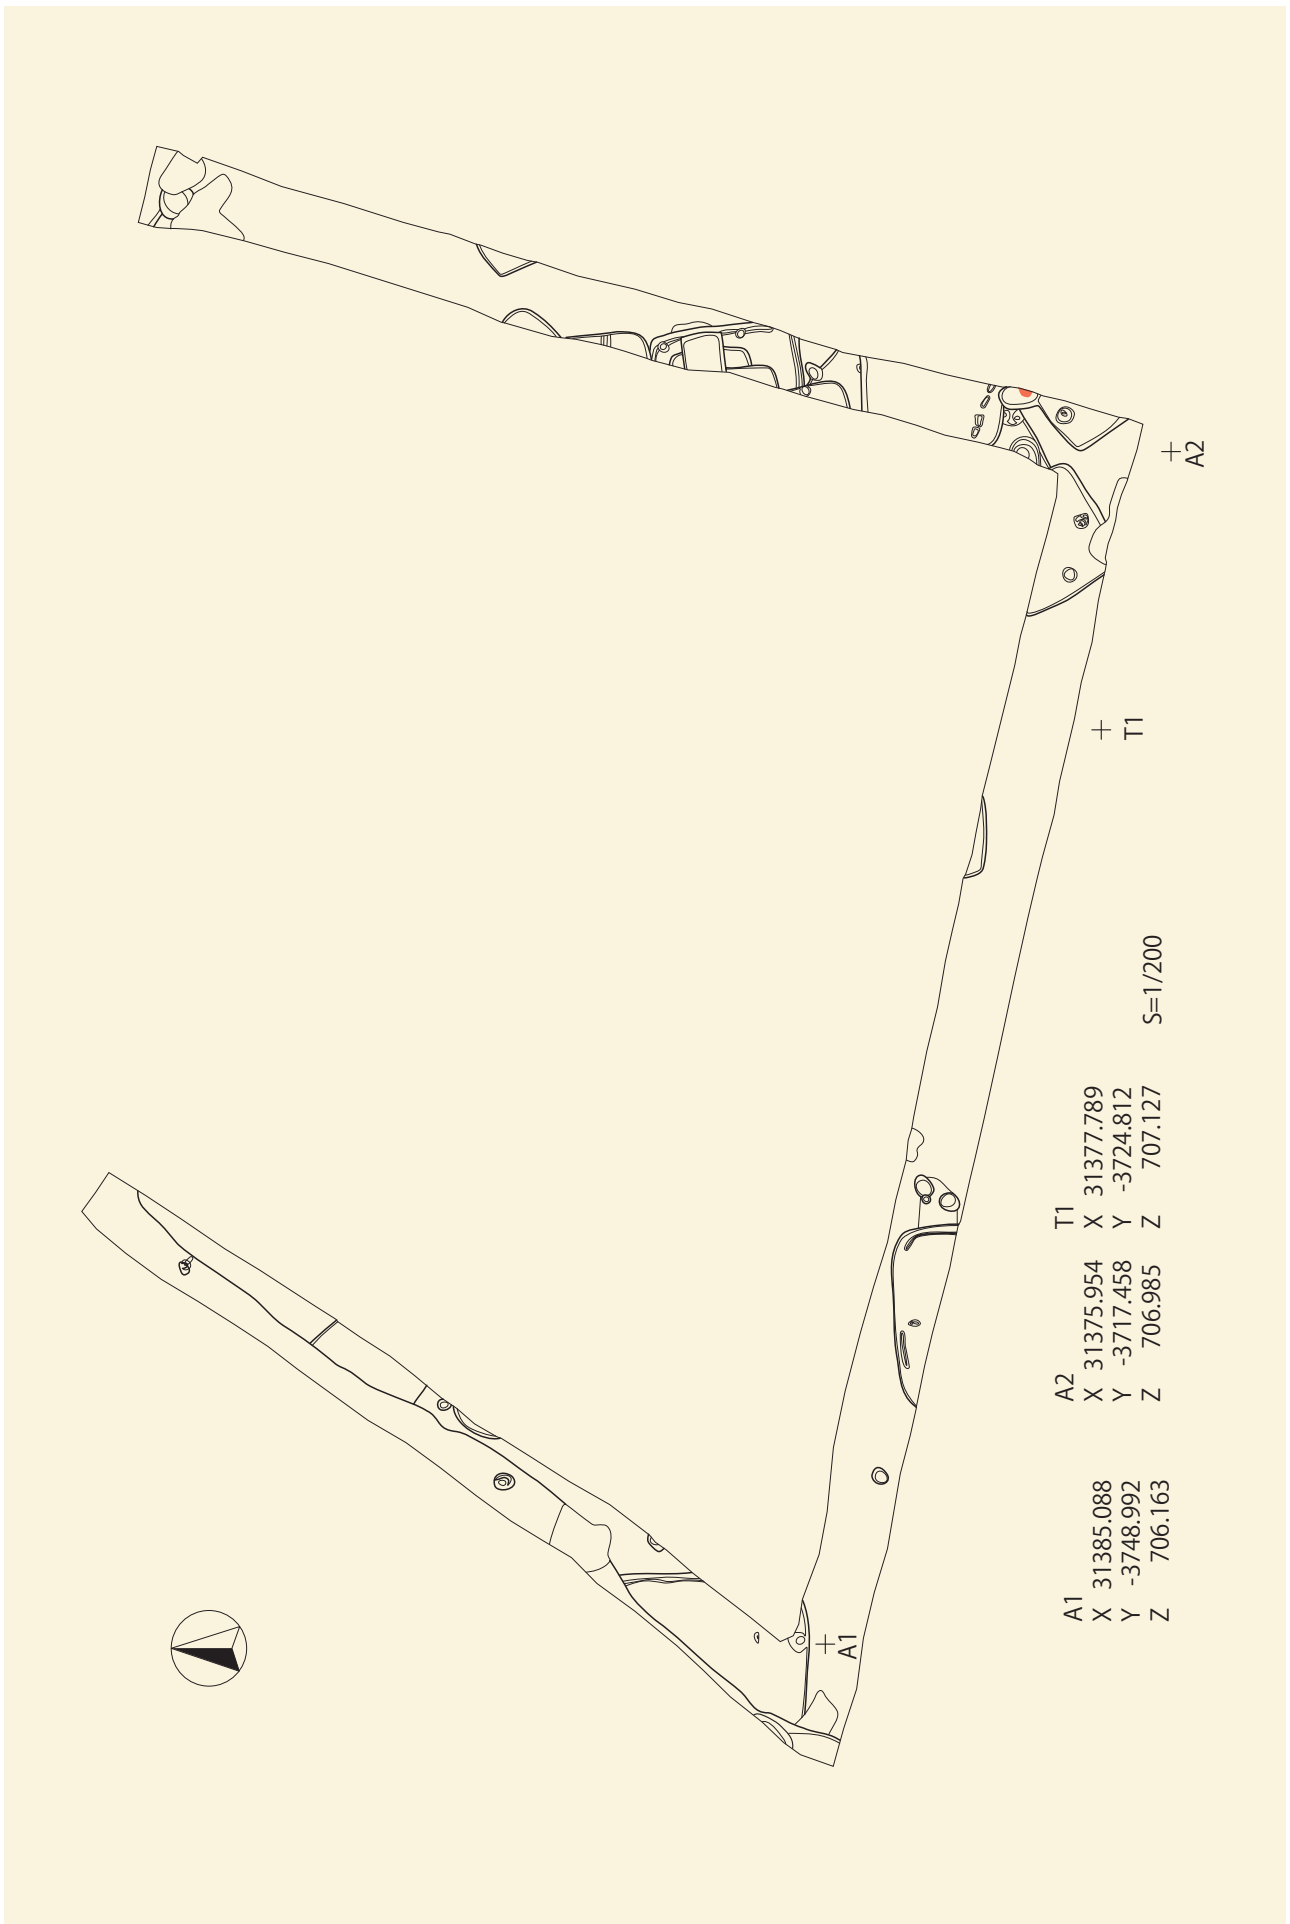 A2
T1
A1
A1
X 31385.088
Y -3748.992
Z 706.163
A2
X 31375.954
Y -3717.458
Z 706.985
T1
X 31377.789
Y -3724.812
Z 707.127
S=1/200